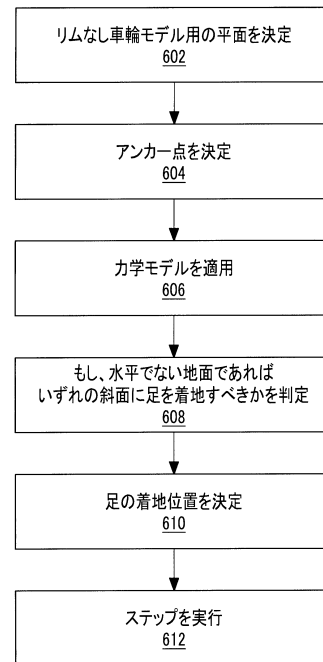 リムなし車輪モデル用の平面を決定
602
アンカー点を決定
604
力学モデルを適用
606
もし、水平でない地面であれば
いずれの斜面に足を着地すべきかを判定
608
足の着地位置を決定
610
ステップを実行
612